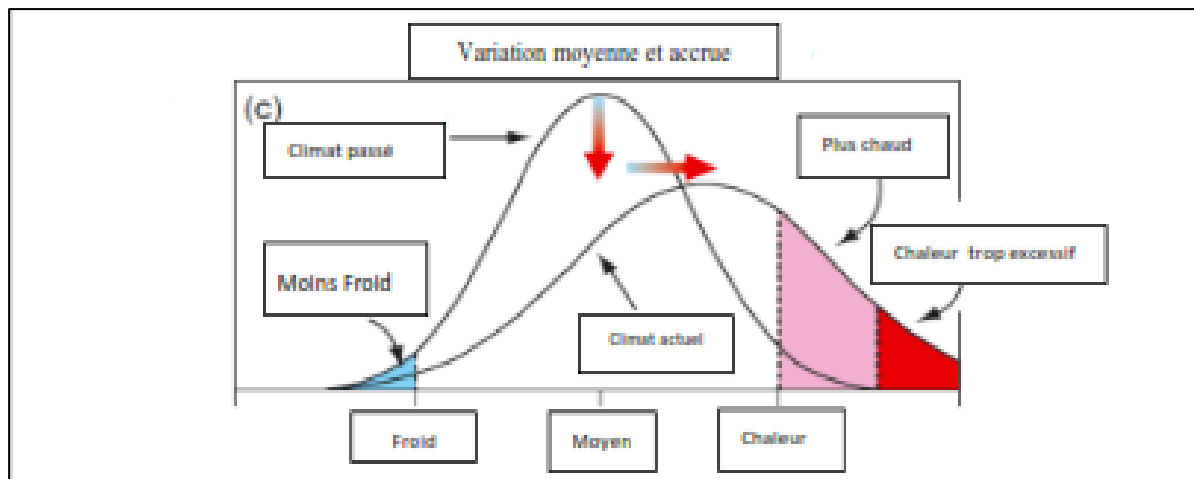 Variation moyenne et accrue
(c)
Climat passé
Plus chaud
Chaleur trop excessif
Moins Froid
Climat actuel
Froid
Moyen
Chaleur